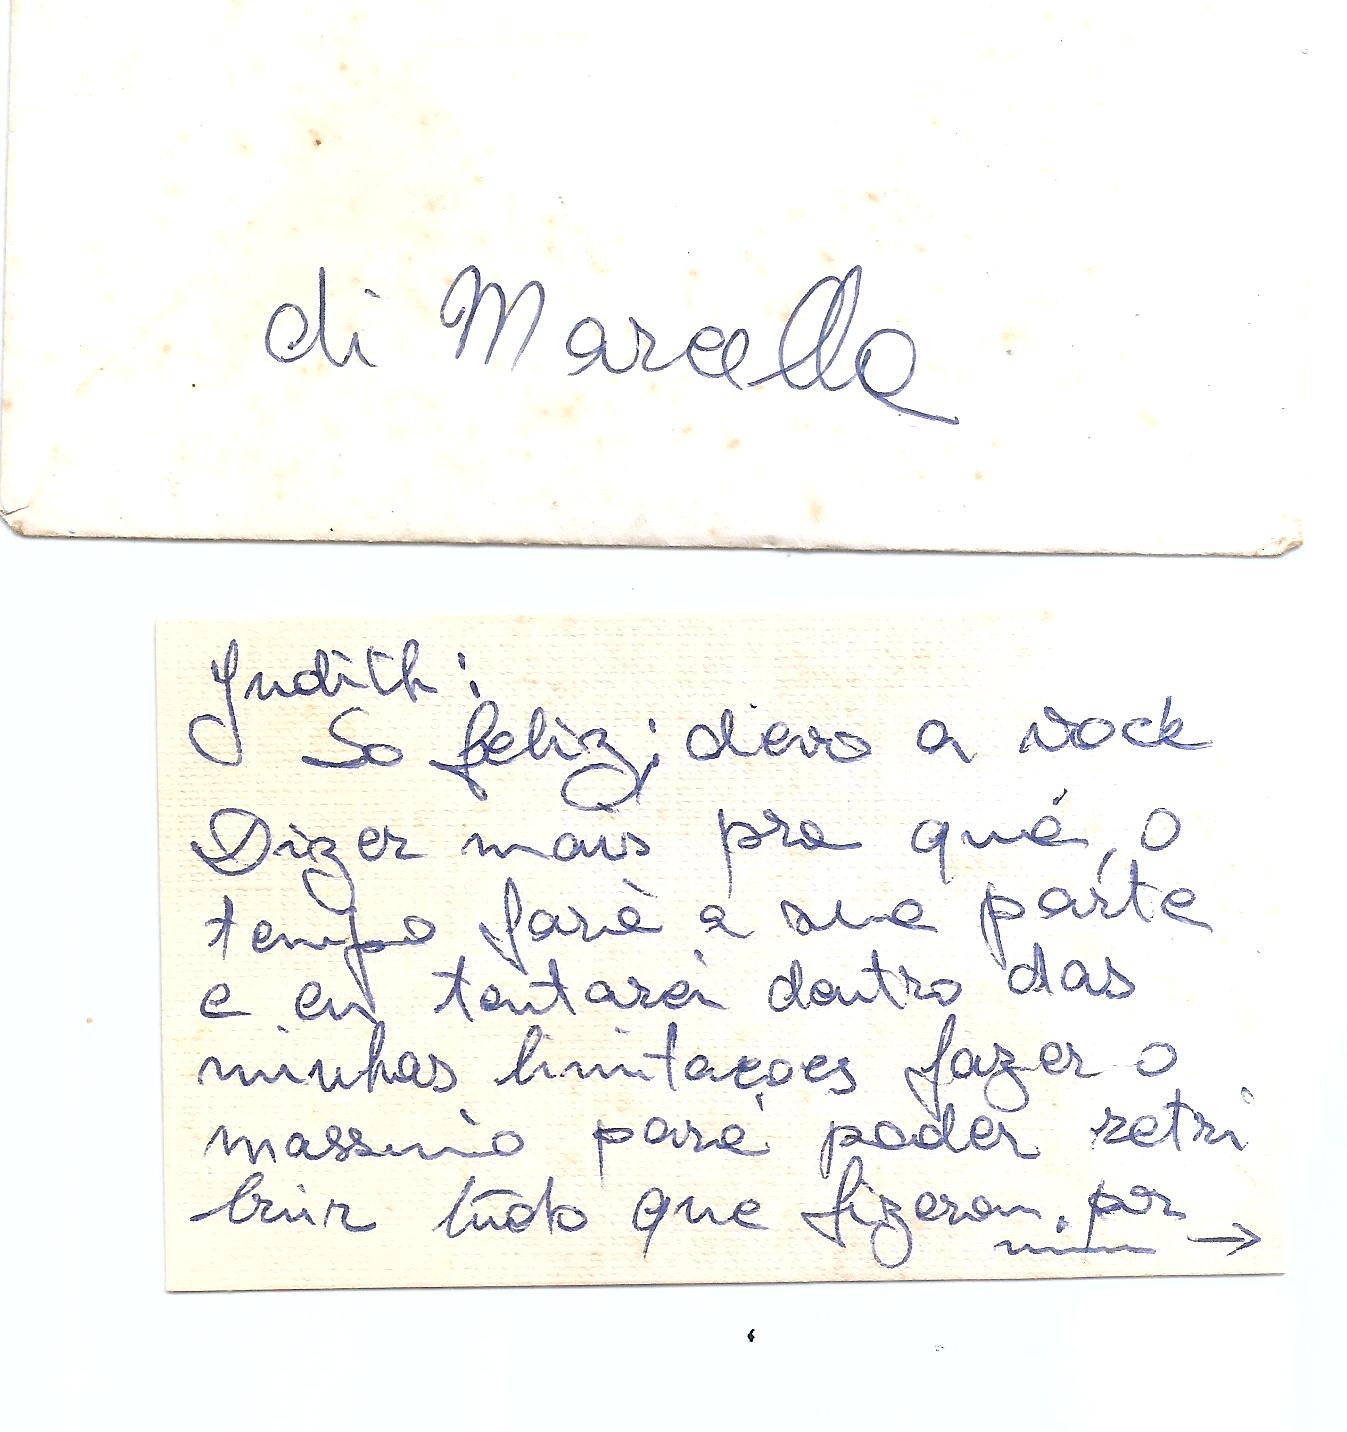 di Marcello
Judith:
So feliz; devo a você
Dizer mais pra quê, o
tempo farà a sua parte
e eu tentarei dentro das
minhas limitações fazer o
massimo para poder retri
buir tudo que fizeram. por
mim →